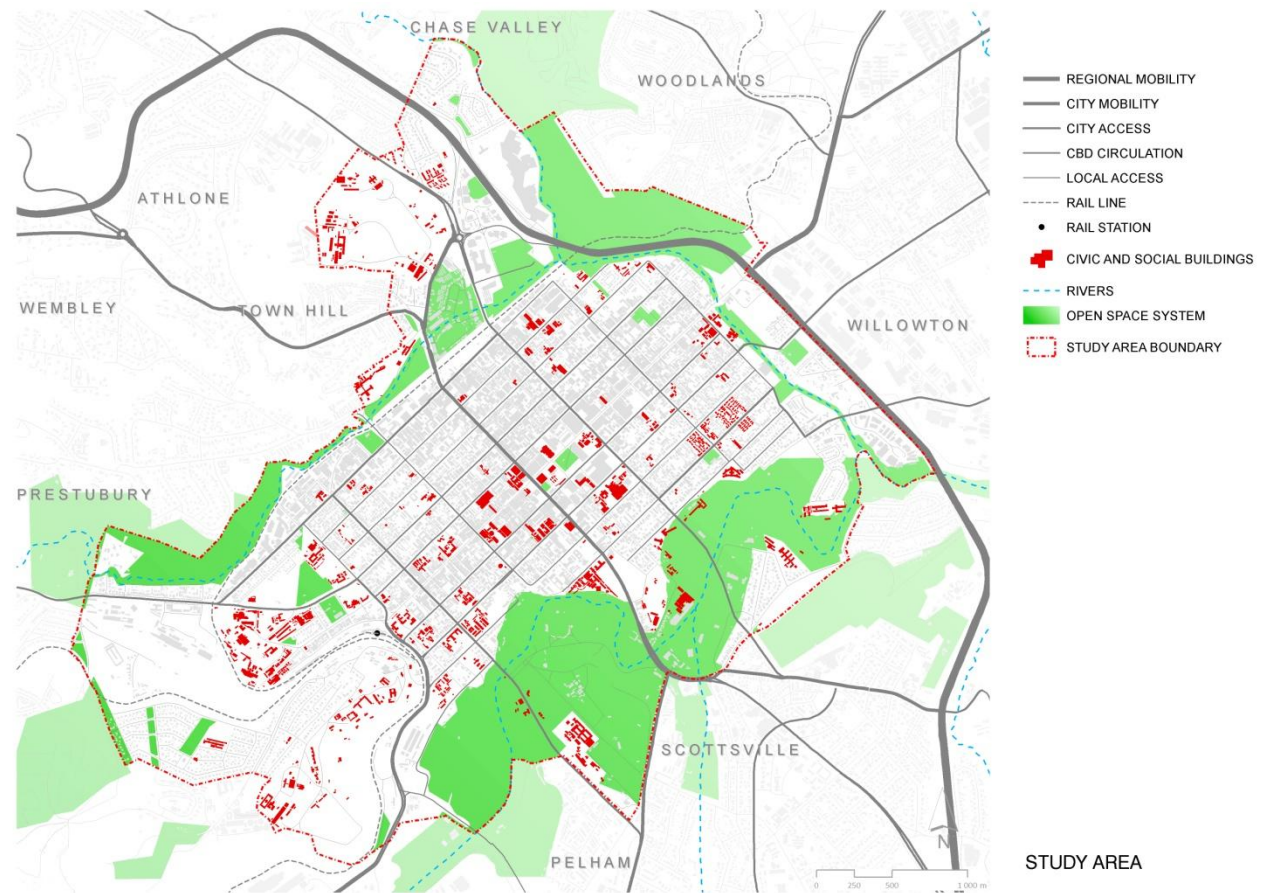 CHASE VALLEY
WOODLANDS
ATHLONE
WEMBLEY
TOWN HILL
WILLOWTON
PRESTUBURY
SCOTTSVILLE
PELHAM
N
0 250 500 1 000 m
REGIONAL MOBILITY
CITY MOBILITY
CITY ACCESS
CBD CIRCULATION
LOCAL ACCESS
RAIL LINE
RAIL STATION
CIVIC AND SOCIAL BUILDINGS
RIVERS
OPEN SPACE SYSTEM
STUDY AREA BOUNDARY
STUDY AREA